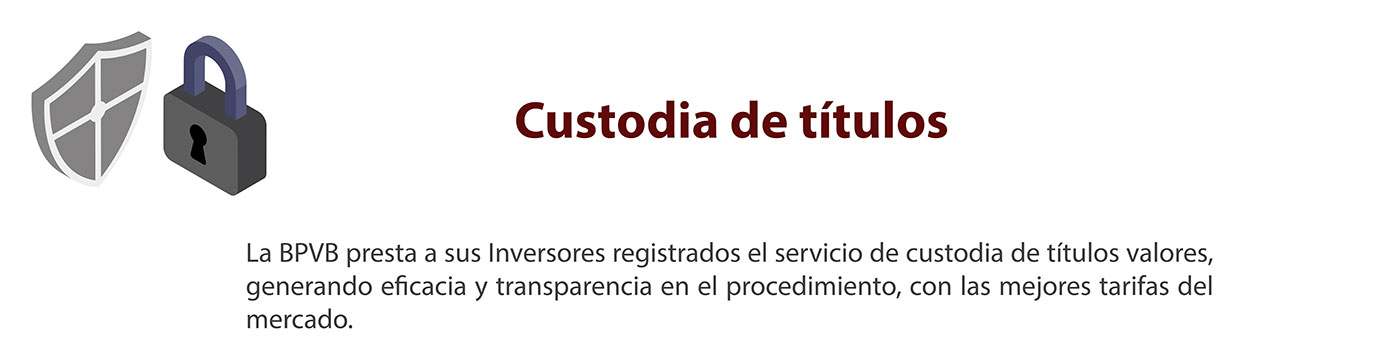 Custodia de títulos
La BPVB presta a sus Inversores registrados el servicio de custodia de títulos valores,
generando eficacia y transparencia en el procedimiento, con las mejores tarifas del
mercado.